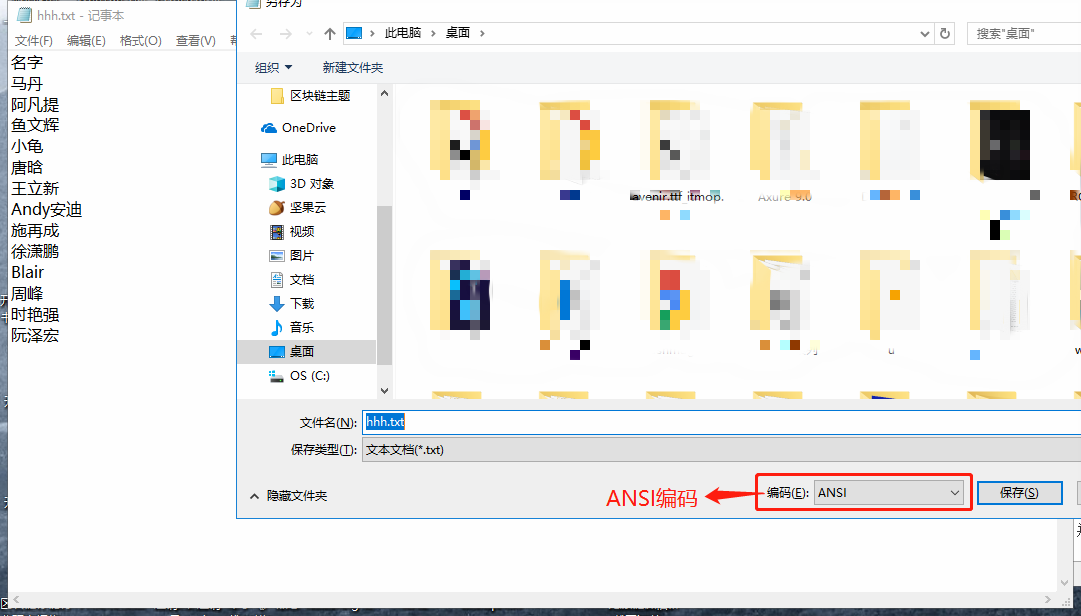 hhh.txt - 记事本
文件(F) 编辑(E) 格式(O) 查看(V)
名字
马丹
阿凡提
鱼文辉
小龟
唐晗
王立新
Andy安迪
施再成
徐潇鹏
Blair
周峰
时艳强
阮泽宏
另存为
此电脑 › 桌面 ›
搜索"桌面"
组织 新建文件夹
区块链主题
OneDrive
此电脑
3D 对象
坚果云
视频
图片
文档
下载
音乐
桌面
OS (C:)
avenir.ttf_itmop.
Axure 9.0
文件名(N): hhh.txt
保存类型(T): 文本文档(*.txt)
隐藏文件夹
ANSI编码
编码(E): ANSI
保存(S)